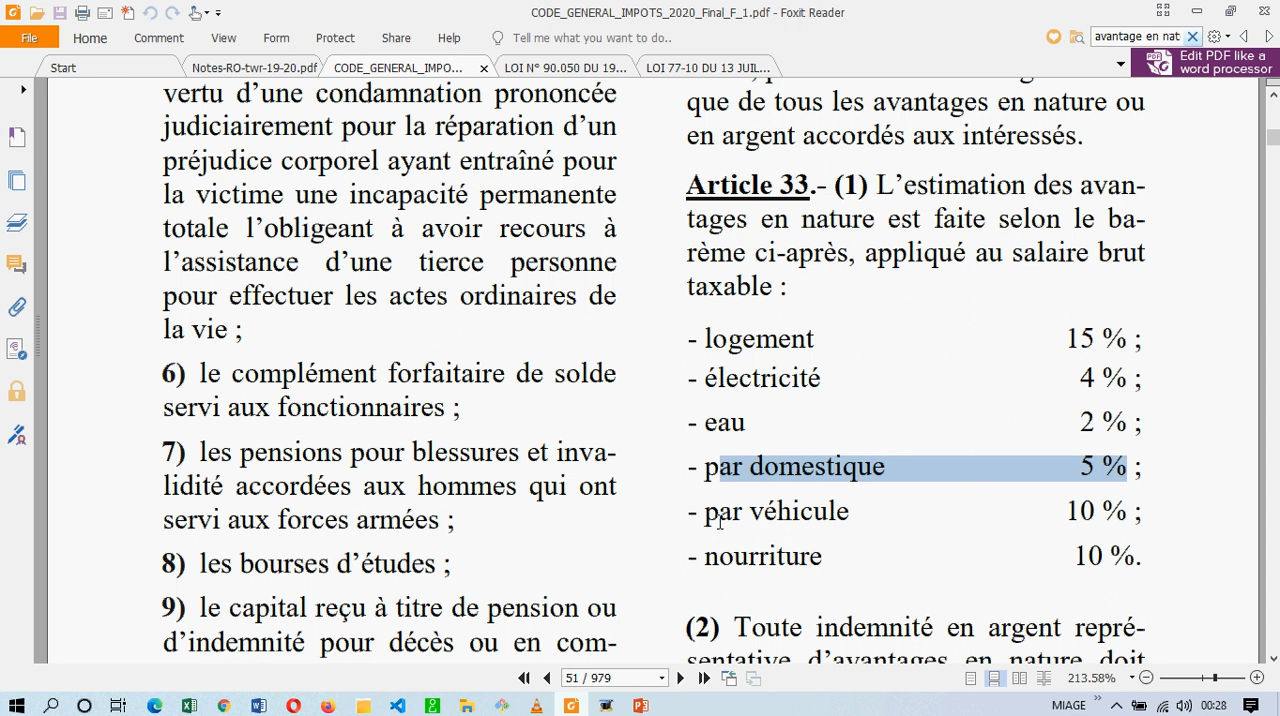 CODE_GENERAL_IMPOTS_2020_Final_F_1.pdf - Foxit Reader
File Home Comment View Form Protect Share Help Tell me what you want to do..
avantage en nat
Start Notes-RO-twr-19-20.pdf CODE_GENERAL_IMPO... LOI N° 90.050 DU 19... LOI 77-10 DU 13 JUIL...
Edit PDF like a
word processor
vertu d'une condamnation prononcée
judiciairement pour la réparation d'un
préjudice corporel ayant entraîné pour
la victime une incapacité permanente
totale l'obligeant à avoir recours à
l'assistance d'une tierce personne
pour effectuer les actes ordinaires de
la vie ;
6) le complément forfaitaire de solde
servi aux fonctionnaires ;
7) les pensions pour blessures et inva-
lidité accordées aux hommes qui ont
servi aux forces armées ;
8) les bourses d'études ;
9) le capital reçu à titre de pension ou
d'indemnité pour décès ou en com-
que de tous les avantages en nature ou
en argent accordés aux intéressés.
Article 33.- (1) L'estimation des avan-
tages en nature est faite selon le ba-
rème ci-après, appliqué au salaire brut
taxable :
- logement 15 % ;
- électricité 4 % ;
- eau 2 % ;
- par domestique 5 % ;
- par véhicule 10 % ;
- nourriture 10 %.
(2) Toute indemnité en argent repré-
sentative d'avantages en nature doit
51 / 979
213.58%
MIAGE
00:28